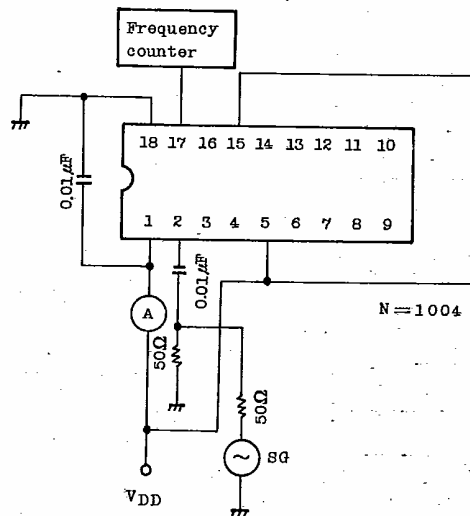 Frequency
counter
18 17 16 15 14 13 12 11 10
0.01μF
1 2 3 4 5 6 7 8 9
0.01μF
N=1004
A
50Ω
50Ω
SG
VDD